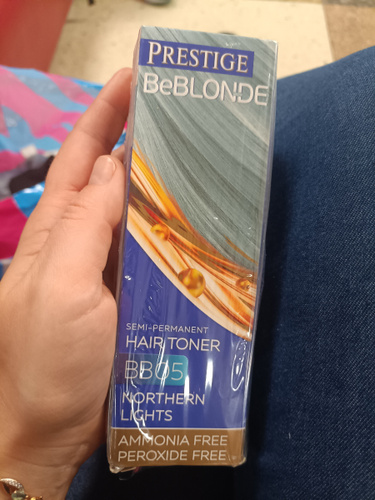 PRESTIGE
BeBLONDE
SEMI-PERMANENT
HAIR TONER
BB05
NORTHERN
LIGHTS
AMMONIA FREE
PEROXIDE FREE